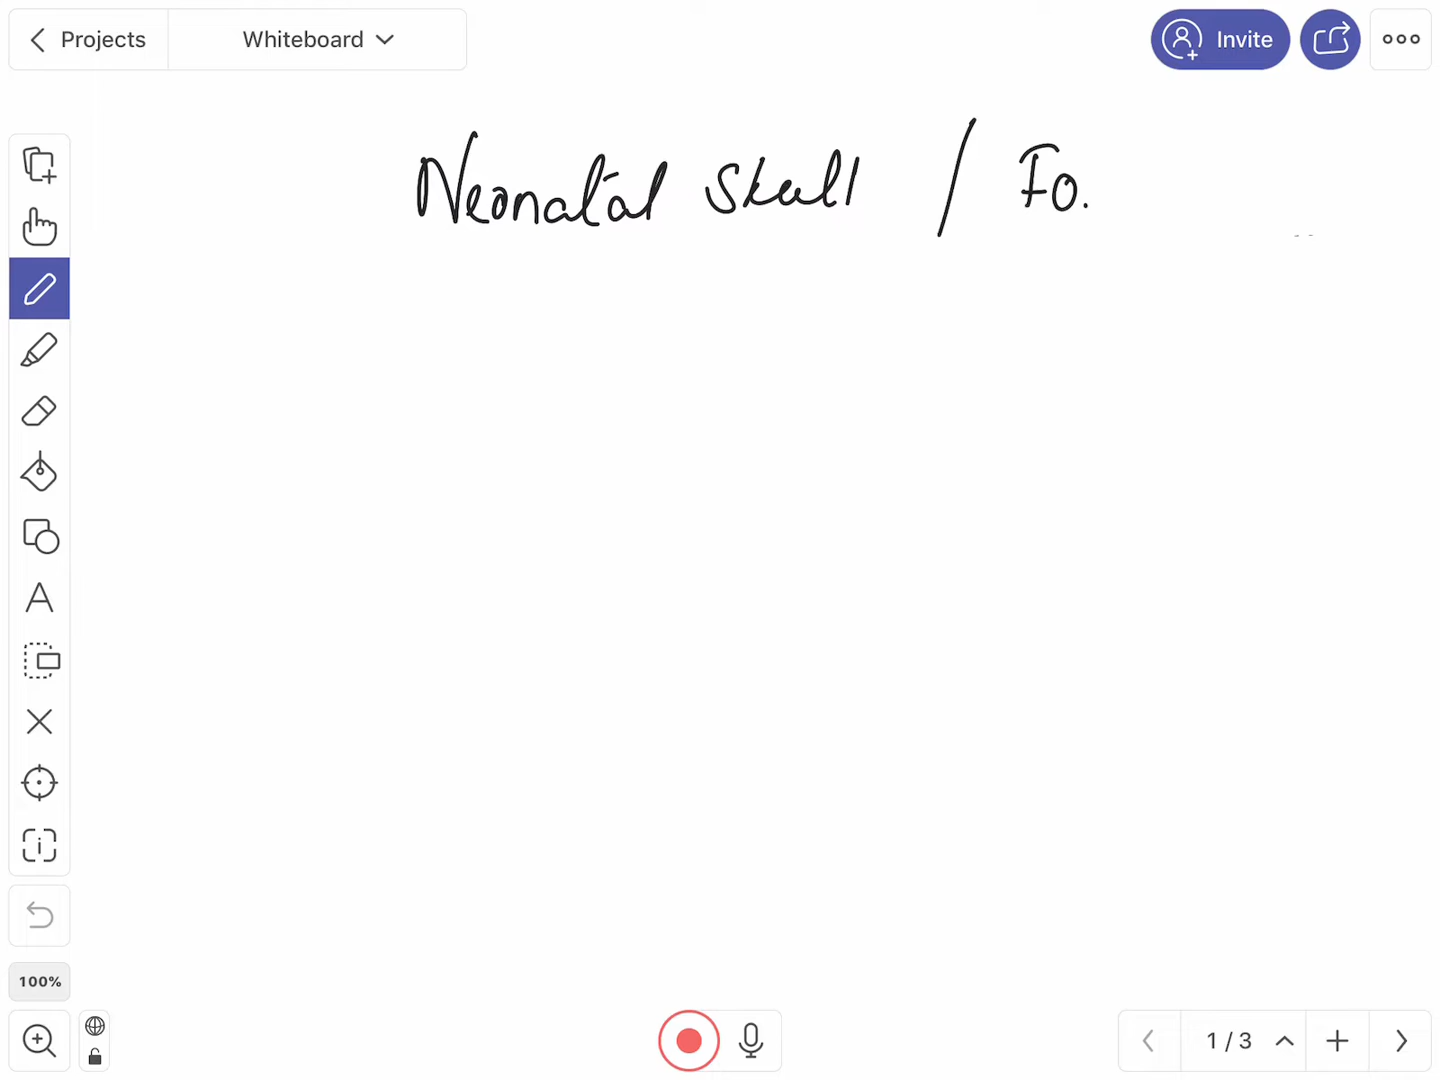 Projects Whiteboard Invite
Neonatal Skull / Fo.
A
100%
1 / 3